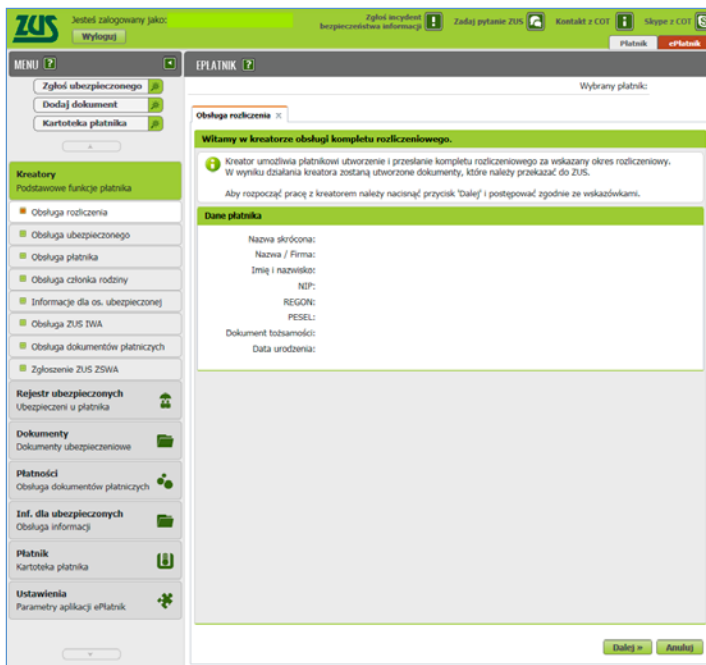 ZUS
Jesteś zalogowany jako:
Wyloguj
Zgłoś incydent
bezpieczeństwa informacji
Zadaj pytanie ZUS
Kontakt z COT
Skype z COT
Płatnik
ePłatnik
MENU ?
EPLATNIK ?
Zgłoś ubezpieczonego
Dodaj dokument
Kartoteka płatnika
Wybrany płatnik:
Kreatory
Podstawowe funkcje płatnika
Obsługa rozliczenia
Obsługa ubezpieczonego
Obsługa płatnika
Obsługa członka rodziny
Informacje dla os. ubezpieczonej
Obsługa ZUS IWA
Obsługa dokumentów płatniczych
Zgłoszenie ZUS ZSWA
Rejestr ubezpieczonych
Ubezpieczeni u płatnika
Dokumenty
Dokumenty ubezpieczeniowe
Płatności
Obsługa dokumentów płatniczych
Inf. dla ubezpieczonych
Obsługa informacji
Płatnik
Kartoteka płatnika
Ustawienia
Parametry aplikacji ePłatnik
Obsługa rozliczenia ×
Witamy w kreatorze obsługi kompletu rozliczeniowego.
Kreator umożliwia płatnikowi utworzenie i przesłanie kompletu rozliczeniowego za wskazany okres rozliczeniowy.
W wyniku działania kreatora zostaną utworzone dokumenty, które należy przekazać do ZUS.
Aby rozpocząć pracę z kreatorem należy nacisnąć przycisk 'Dalej' i postępować zgodnie ze wskazówkami.
Dane płatnika
Nazwa skrócona:
Nazwa / Firma:
Imię i nazwisko:
NIP:
REGON:
PESEL:
Dokument tożsamości:
Data urodzenia:
Dalej »
Anuluj